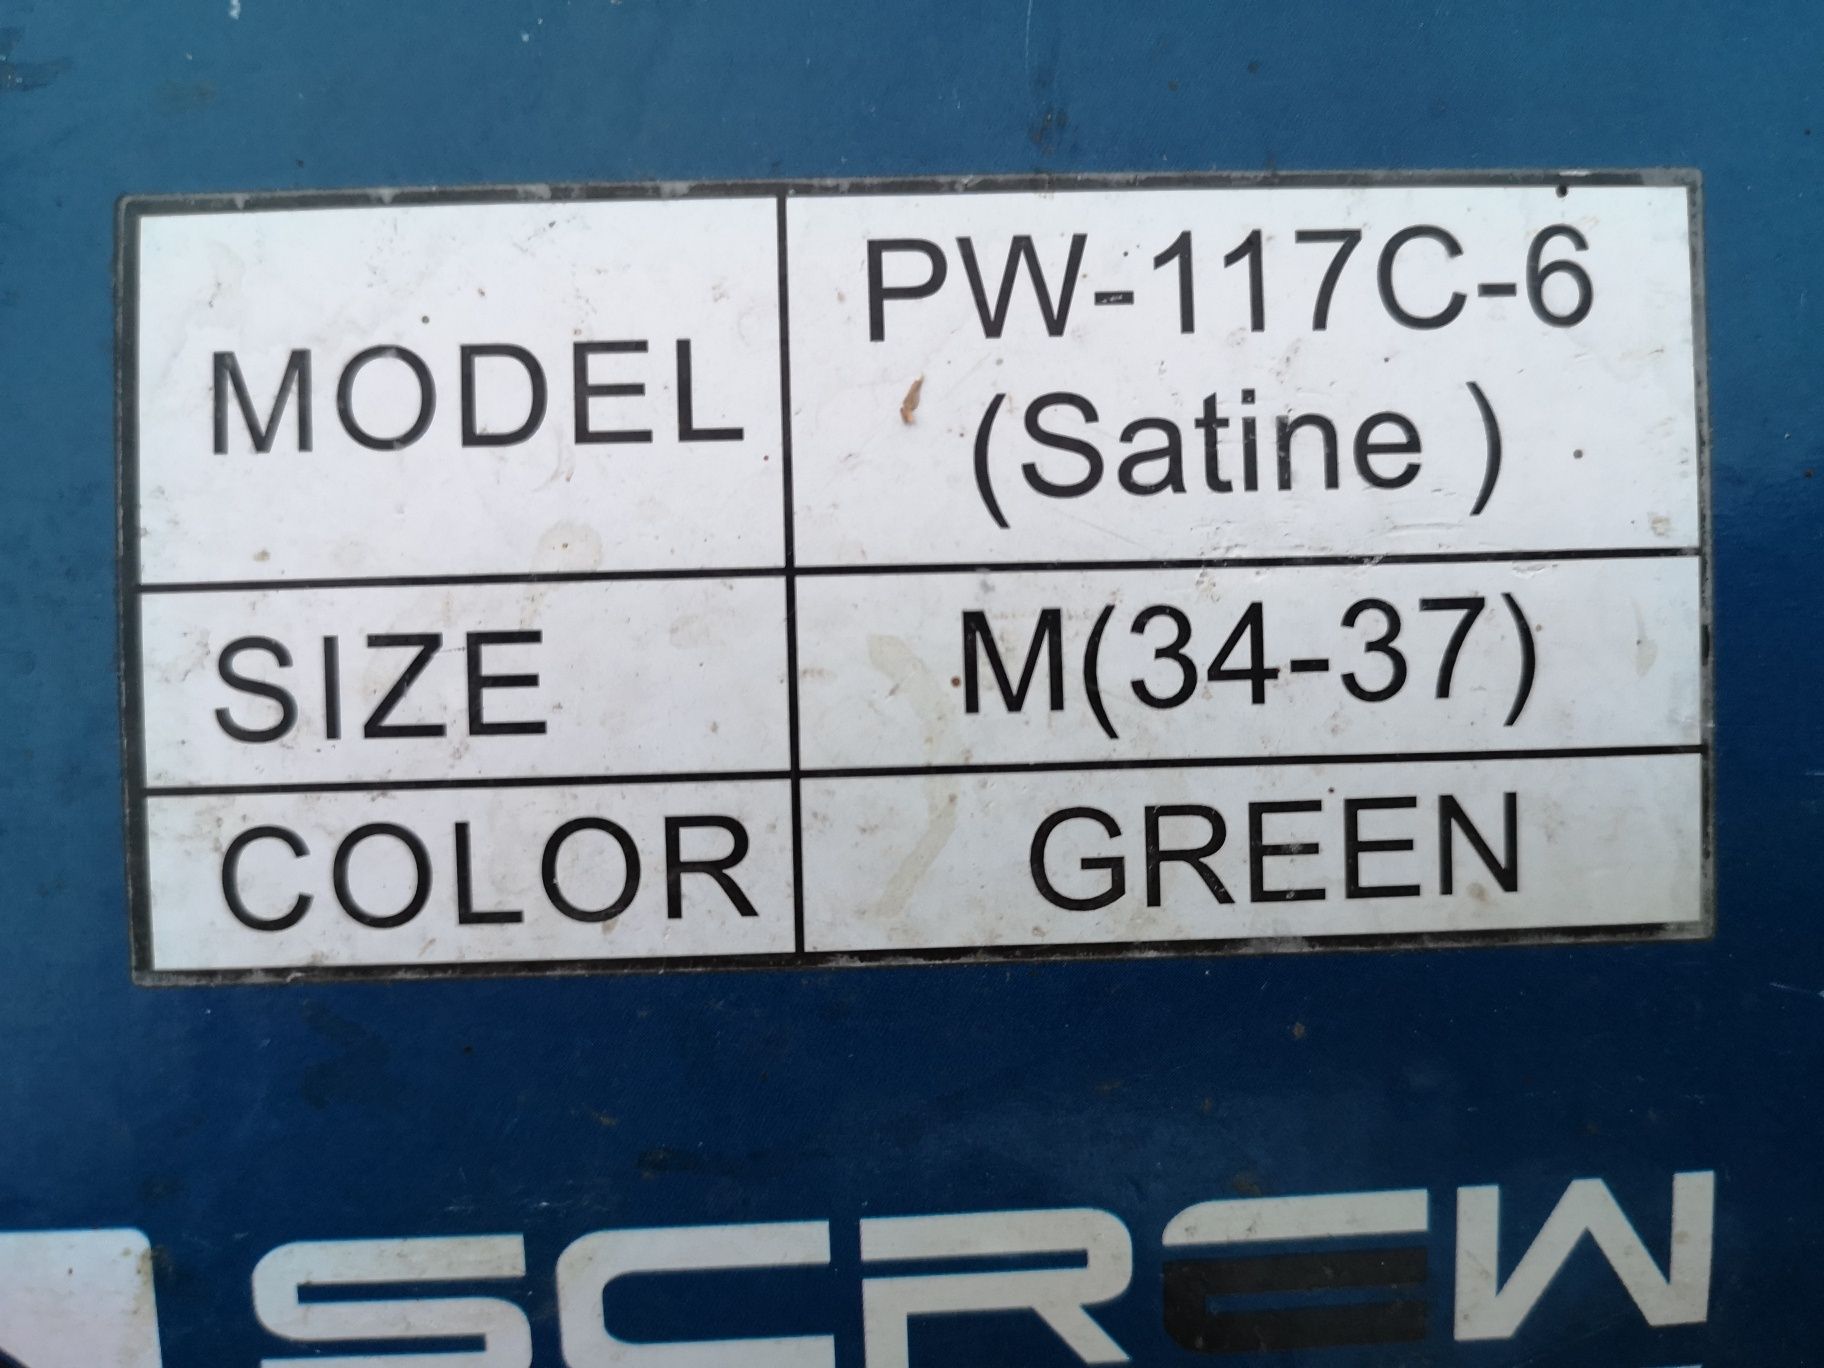 MODEL PW-117C-6
(Satine )
SIZE M(34-37)
COLOR GREEN
SCREW